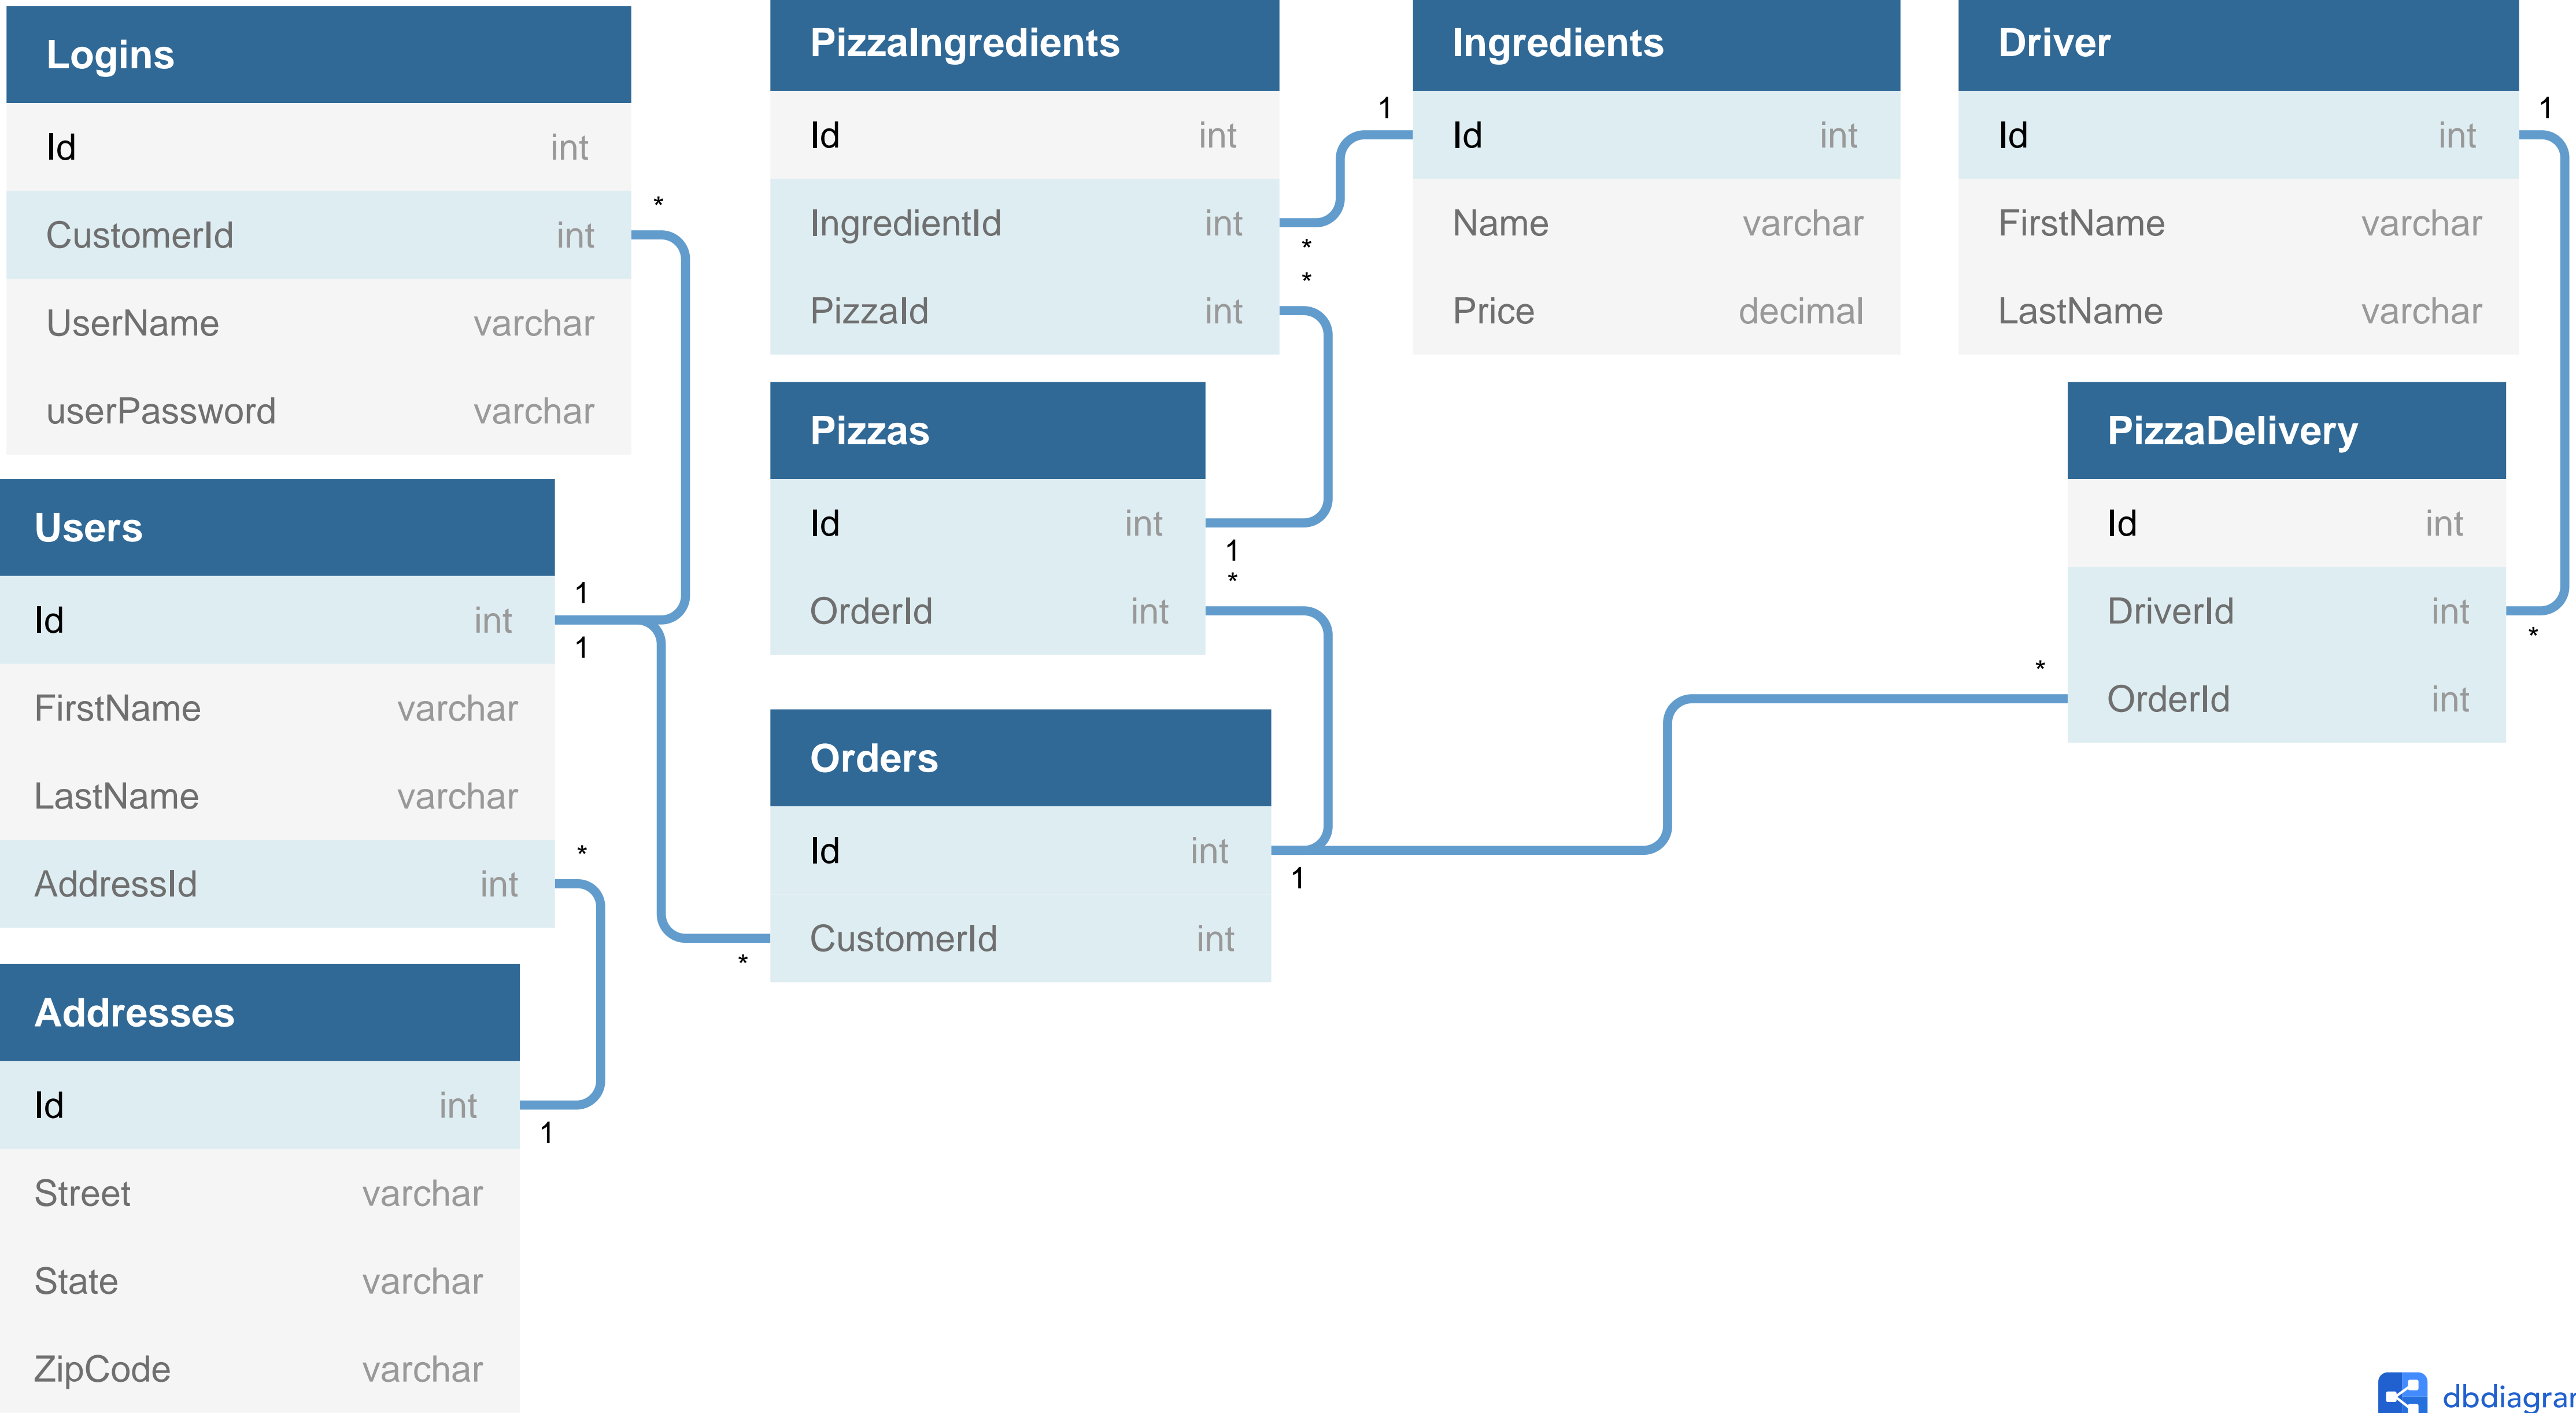 Logins
Id int
CustomerId int
UserName varchar
userPassword varchar
*
Users
Id int
FirstName varchar
LastName varchar
AddressId int
1
1
*
Addresses
Id int
Street varchar
State varchar
ZipCode varchar
1
PizzaIngredients
Id int
IngredientId int
PizzaId int
*
*
Pizzas
Id int
OrderId int
1
*
Orders
Id int
CustomerId int
1
*
Ingredients
Id int
Name varchar
Price decimal
1
Driver
Id int
FirstName varchar
LastName varchar
1
PizzaDelivery
Id int
DriverId int
OrderId int
*
*
dbdiagram